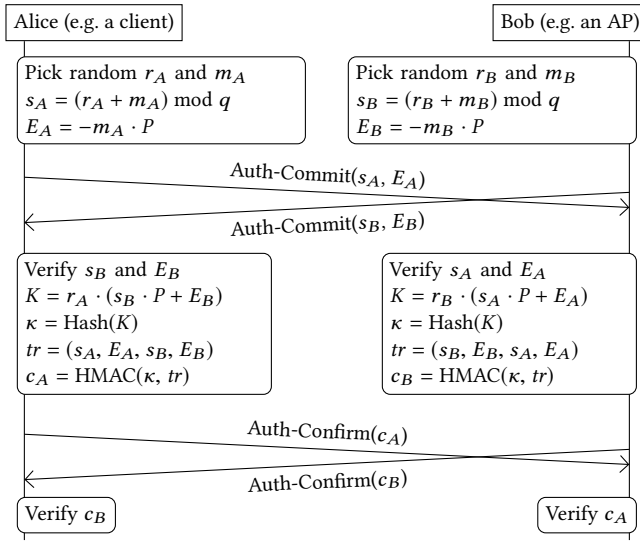 Alice (e.g. a client)
Bob (e.g. an AP)
Pick random r_A and m_A
s_A = (r_A + m_A) mod q
E_A = −m_A · P
Pick random r_B and m_B
s_B = (r_B + m_B) mod q
E_B = −m_B · P
Auth-Commit(s_A, E_A)
Auth-Commit(s_B, E_B)
Verify s_B and E_B
K = r_A · (s_B · P + E_B)
κ = Hash(K)
tr = (s_A, E_A, s_B, E_B)
c_A = HMAC(κ, tr)
Verify s_A and E_A
K = r_B · (s_A · P + E_A)
κ = Hash(K)
tr = (s_B, E_B, s_A, E_A)
c_B = HMAC(κ, tr)
Auth-Confirm(c_A)
Auth-Confirm(c_B)
Verify c_B
Verify c_A